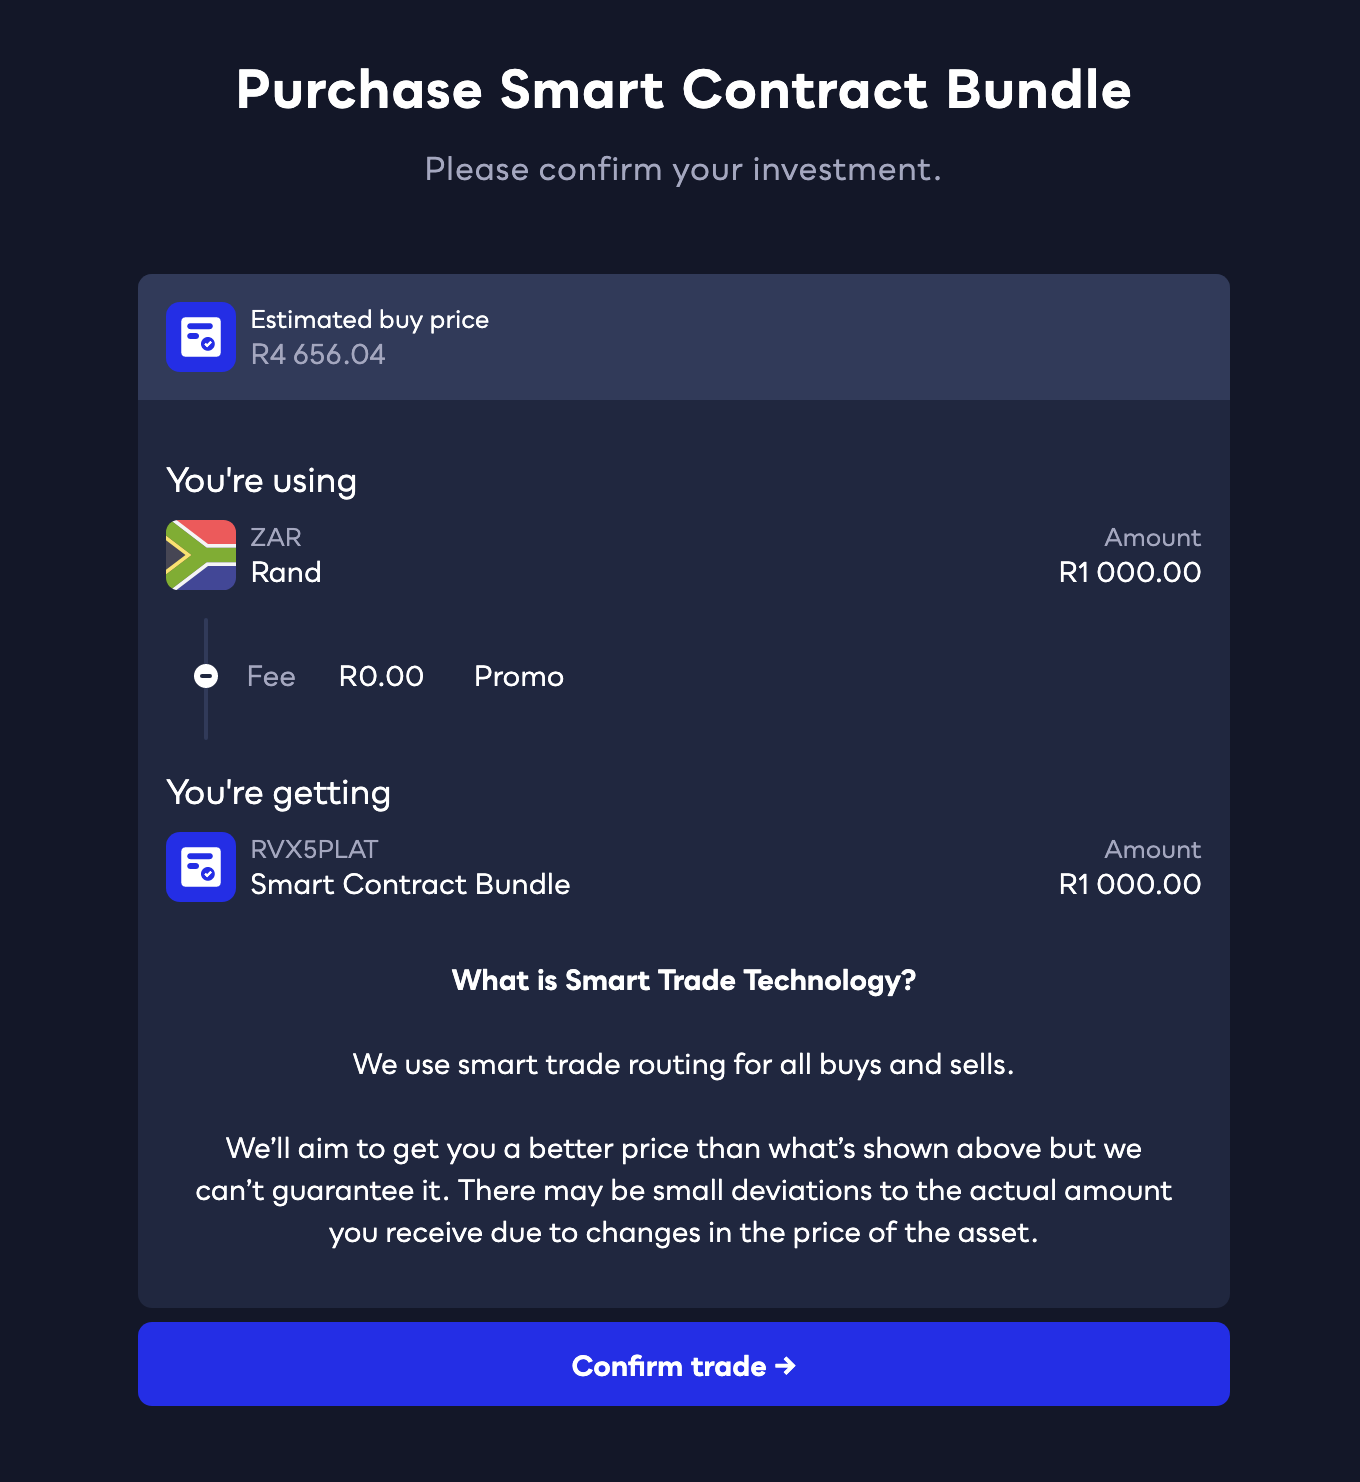 Purchase Smart Contract Bundle
Please confirm your investment.
Estimated buy price
R4 656.04
You're using
ZAR
Amount
Rand
R1 000.00
Fee R0.00 Promo
You're getting
RVX5PLAT
Amount
Smart Contract Bundle
R1 000.00
What is Smart Trade Technology?
We use smart trade routing for all buys and sells.
We’ll aim to get you a better price than what’s shown above but we
can’t guarantee it. There may be small deviations to the actual amount
you receive due to changes in the price of the asset.
Confirm trade →